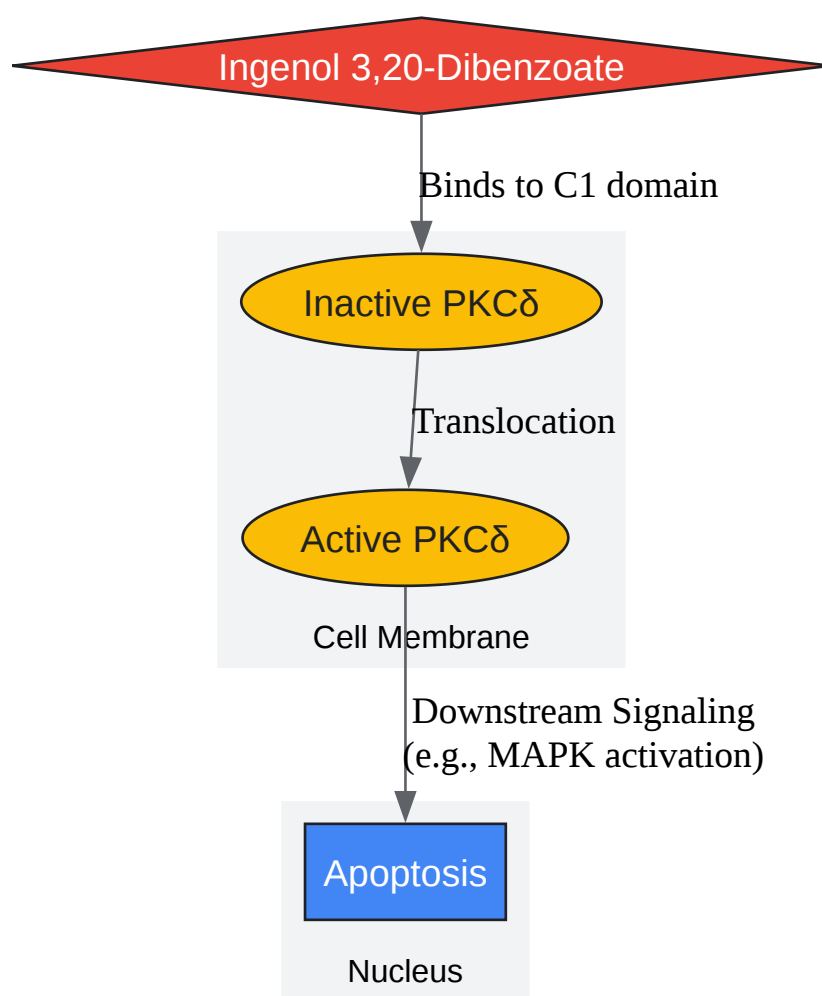 Ingenol 3,20-Dibenzoate
Binds to C1 domain
Inactive PKCδ
Translocation
Active PKCδ
Cell Membrane
Downstream Signaling
(e.g., MAPK activation)
Apoptosis
Nucleus